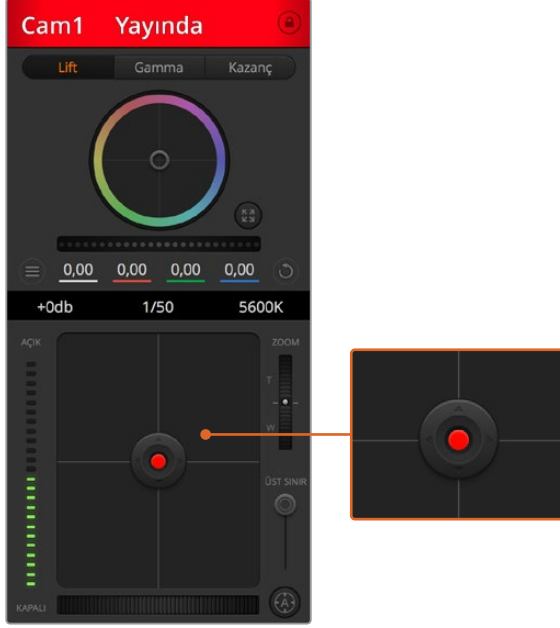 Cam1 Yayında
Lift Gamma Kazanç
0,00 0,00 0,00 0,00
+0db 1/50 5600K
AÇIK ZOOM
T
W
ÜST SINIR
KAPALI A